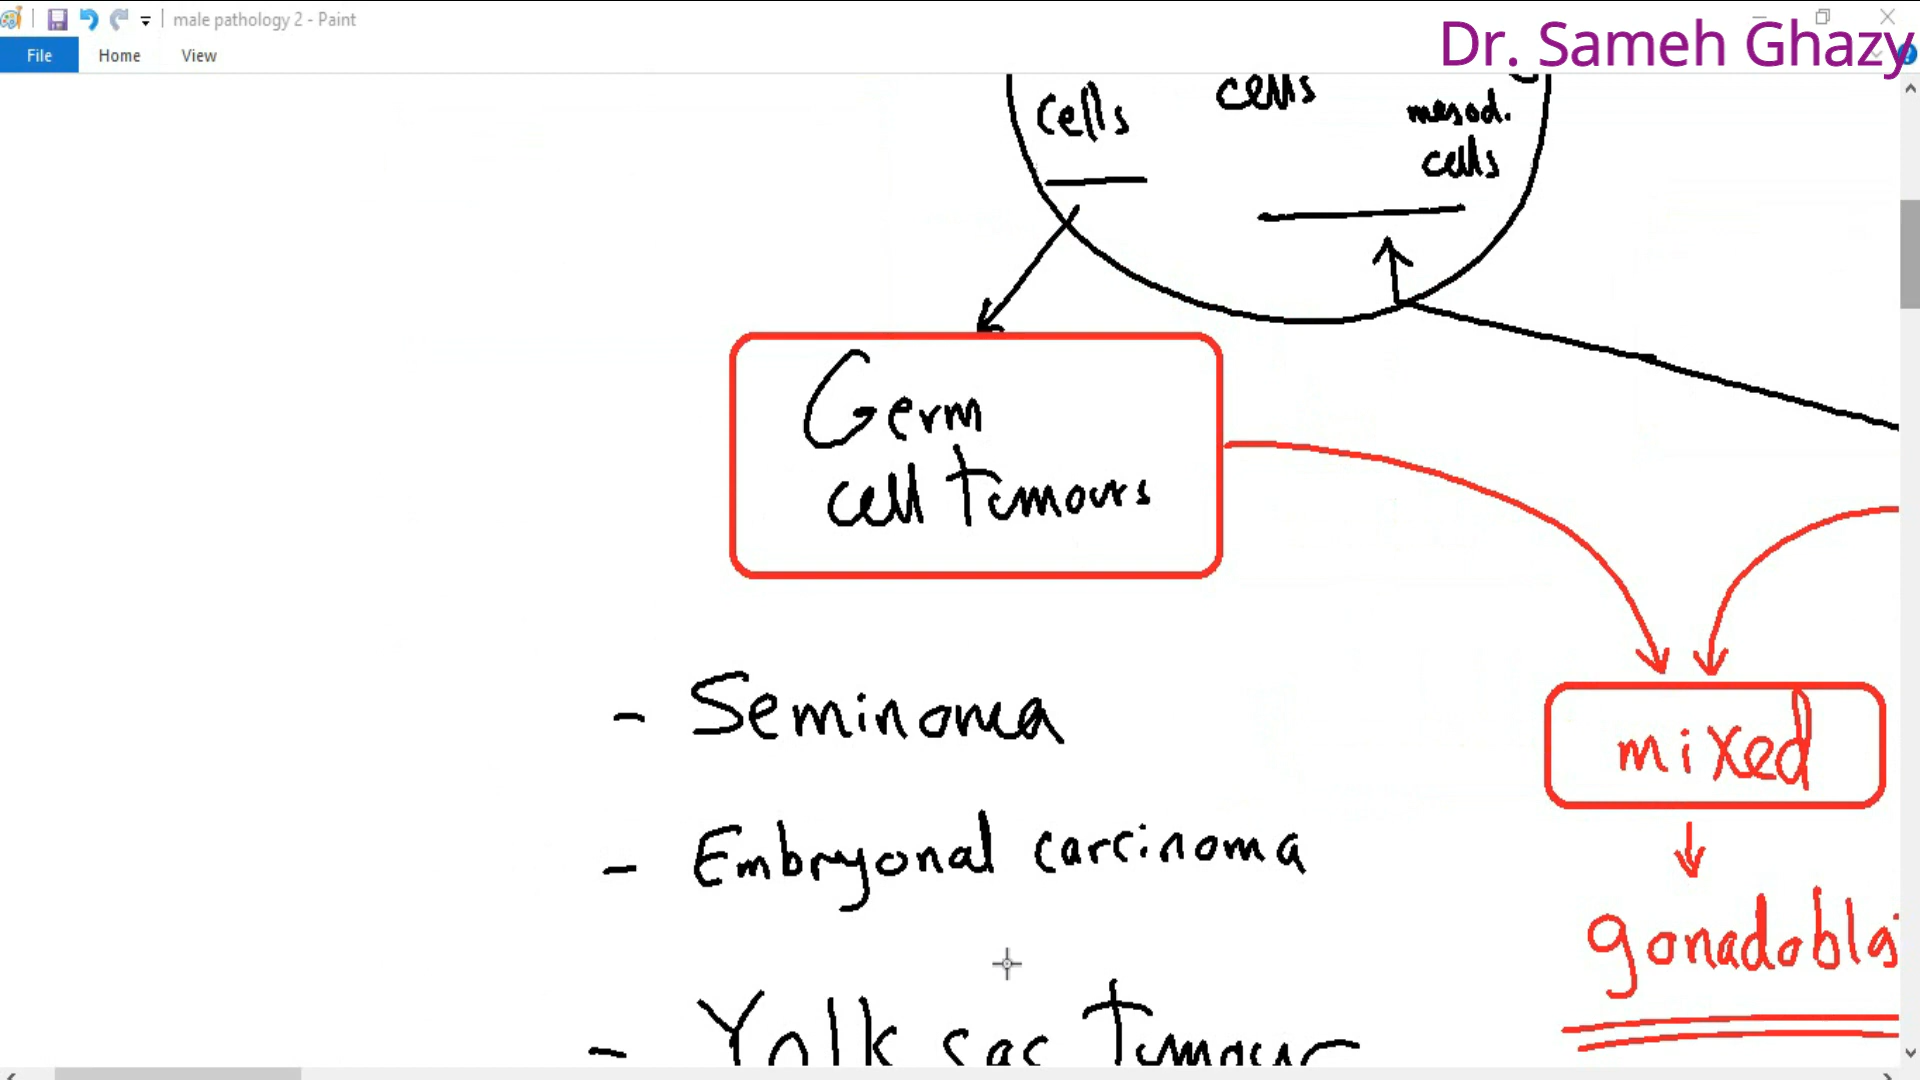 male pathology 2 - Paint
Dr. Sameh Ghazy
File Home View
cells
cells
mesod.
cells
Germ
cell tumours
- Seminoma
mixed
- Embryonal carcinoma
gonadobla
- Yolk sac tumour